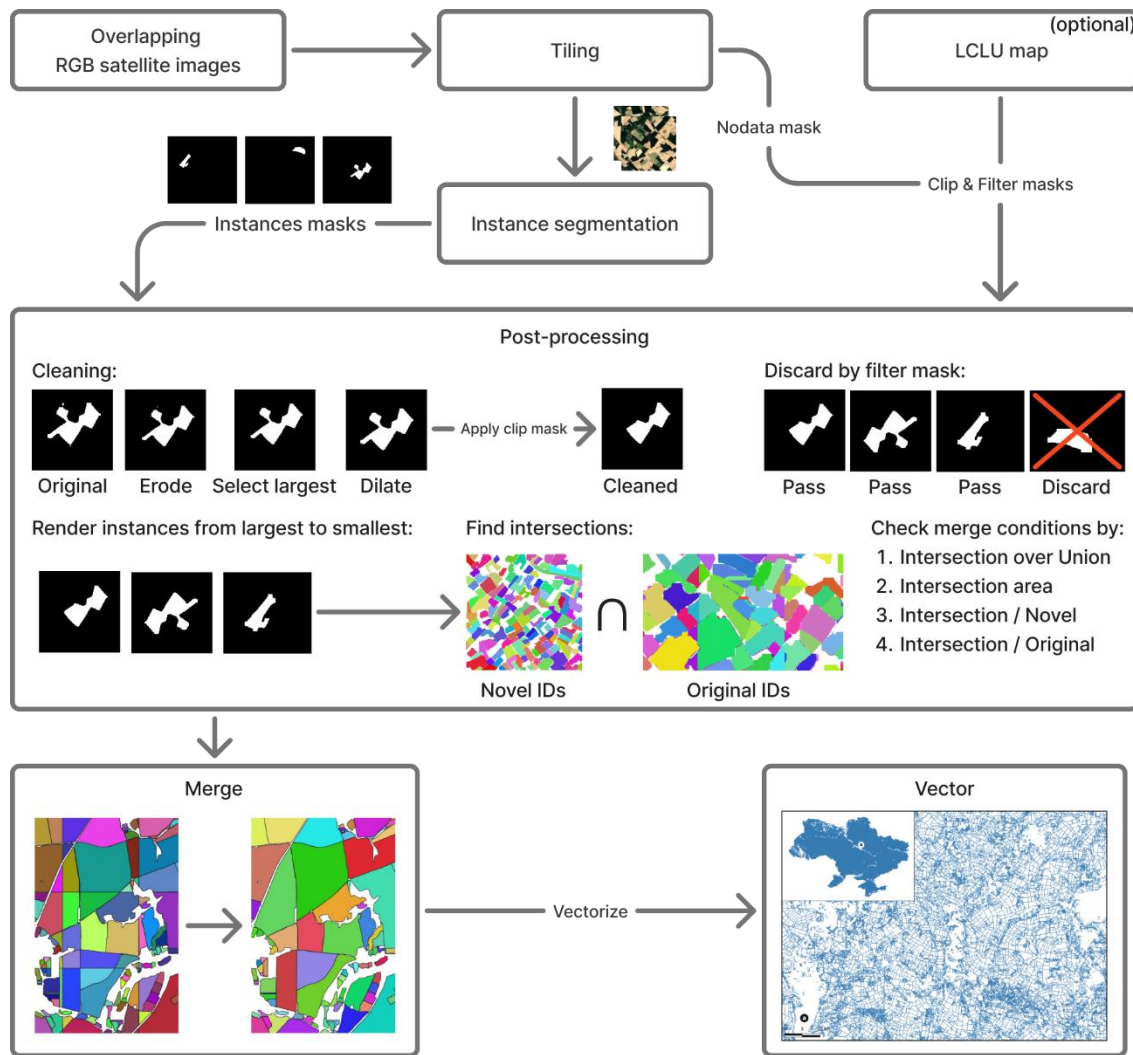 Overlapping
RGB satellite images
Tiling
(optional)
LCLU map
Nodata mask
Clip & Filter masks
Instances masks
Instance segmentation
Post-processing
Cleaning:
Discard by filter mask:
Apply clip mask
Original
Erode
Select largest
Dilate
Cleaned
Pass
Pass
Pass
Discard
Render instances from largest to smallest:
Find intersections:
Check merge conditions by:
1. Intersection over Union
2. Intersection area
3. Intersection / Novel
4. Intersection / Original
∩
Novel IDs
Original IDs
Merge
Vectorize
Vector